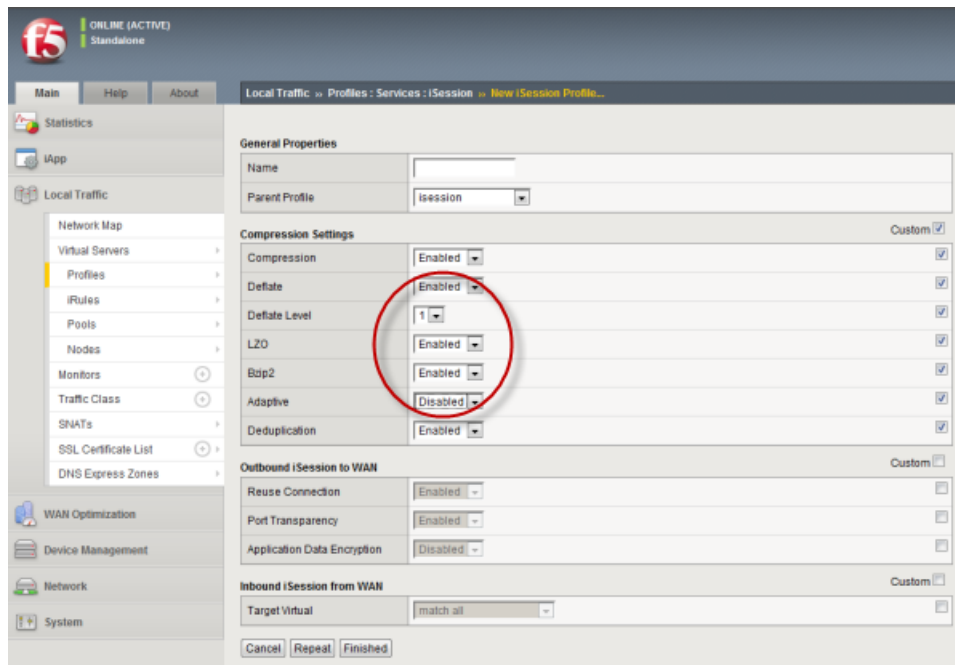 f5
ONLINE (ACTIVE)
Standalone
Main Help About
Local Traffic ›› Profiles : Services : iSession ›› New iSession Profile...
Statistics
iApp
Local Traffic
Network Map
Virtual Servers
Profiles
iRules
Pools
Nodes
Monitors
Traffic Class
SNATs
SSL Certificate List
DNS Express Zones
WAN Optimization
Device Management
Network
System
General Properties
Name
Parent Profile isession
Compression Settings Custom
Compression Enabled
Deflate Enabled
Deflate Level 1
LZO Enabled
Bzip2 Enabled
Adaptive Disabled
Deduplication Enabled
Outbound iSession to WAN Custom
Reuse Connection Enabled
Port Transparency Enabled
Application Data Encryption Disabled
Inbound iSession from WAN Custom
Target Virtual match all
Cancel Repeat Finished